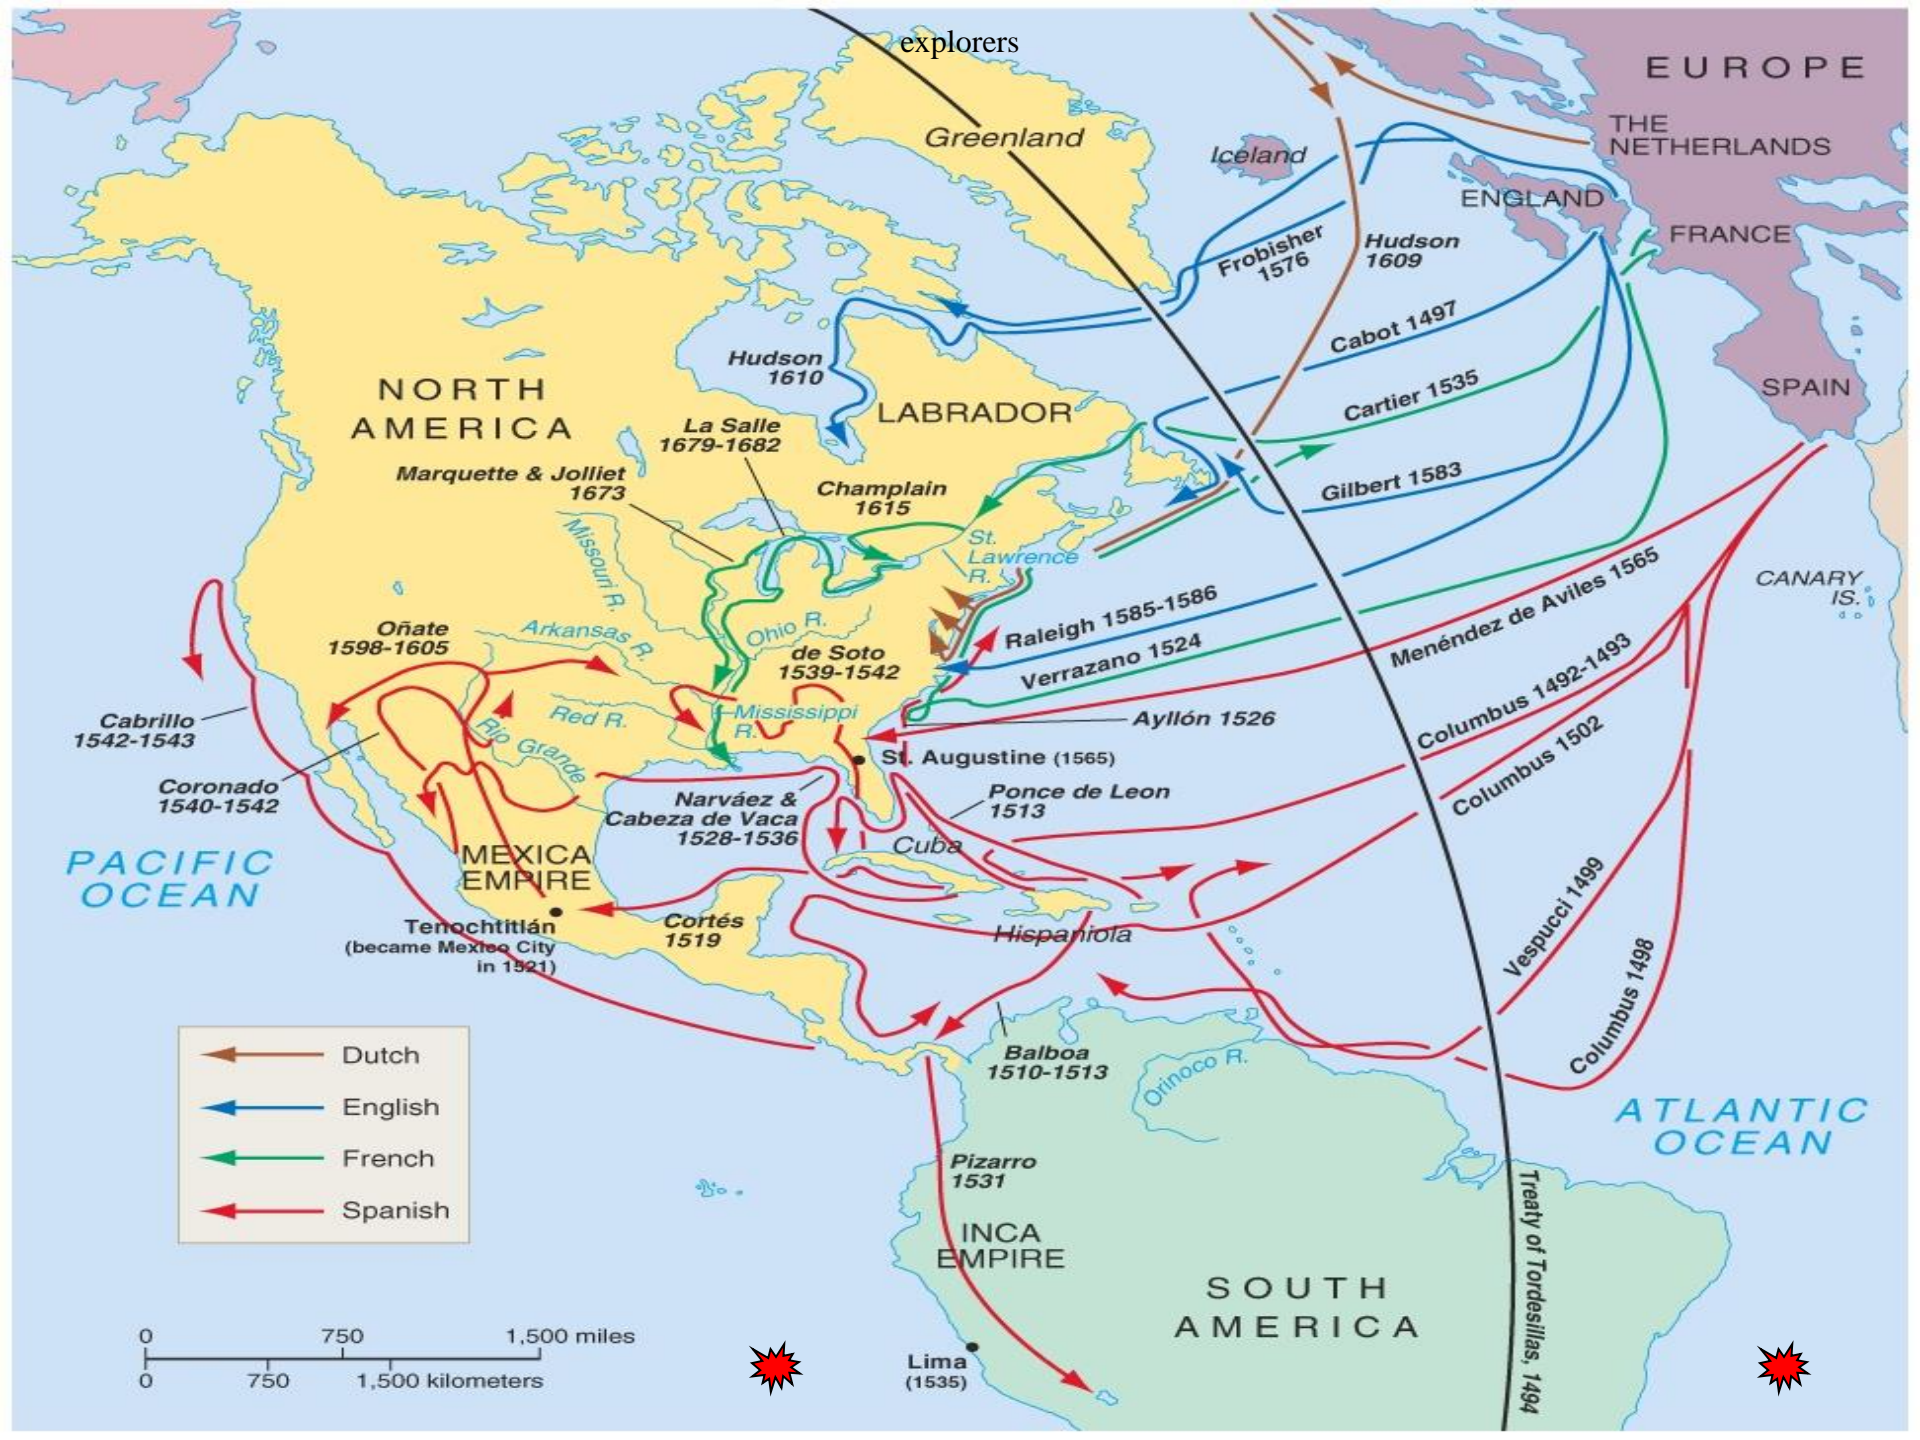 explorers
EUROPE
THE
NETHERLANDS
Greenland
Iceland
ENGLAND
FRANCE
Frobisher
1576
Hudson
1609
Cabot 1497
Hudson
1610
NORTH
AMERICA
LABRADOR
Cartier 1535
SPAIN
La Salle
1679-1682
Marquette & Jolliet
1673
Champlain
1615
Gilbert 1583
Missouri R.
St.
Lawrence
R.
CANARY
IS.
Oñate
1598-1605
Arkansas R.
Ohio R.
de Soto
1539-1542
Raleigh 1585-1586
Verrazano 1524
Menéndez de Aviles 1565
Columbus 1492-1493
Columbus 1502
Cabrillo
1542-1543
Red R.
Mississippi
R.
Rio Grande
Ayllón 1526
St. Augustine (1565)
Coronado
1540-1542
Narváez &
Cabeza de Vaca
1528-1536
Ponce de Leon
1513
Cuba
PACIFIC
OCEAN
MEXICA
EMPIRE
Tenochtitlán
(became Mexico City
in 1521)
Cortés
1519
Hispaniola
Vespucci 1499
Columbus 1498
Dutch
English
French
Spanish
Balboa
1510-1513
Orinoco R.
ATLANTIC
OCEAN
Pizarro
1531
INCA
EMPIRE
SOUTH
AMERICA
Treaty of Tordesillas, 1494
Lima
(1535)
0 750 1,500 miles
0 750 1,500 kilometers